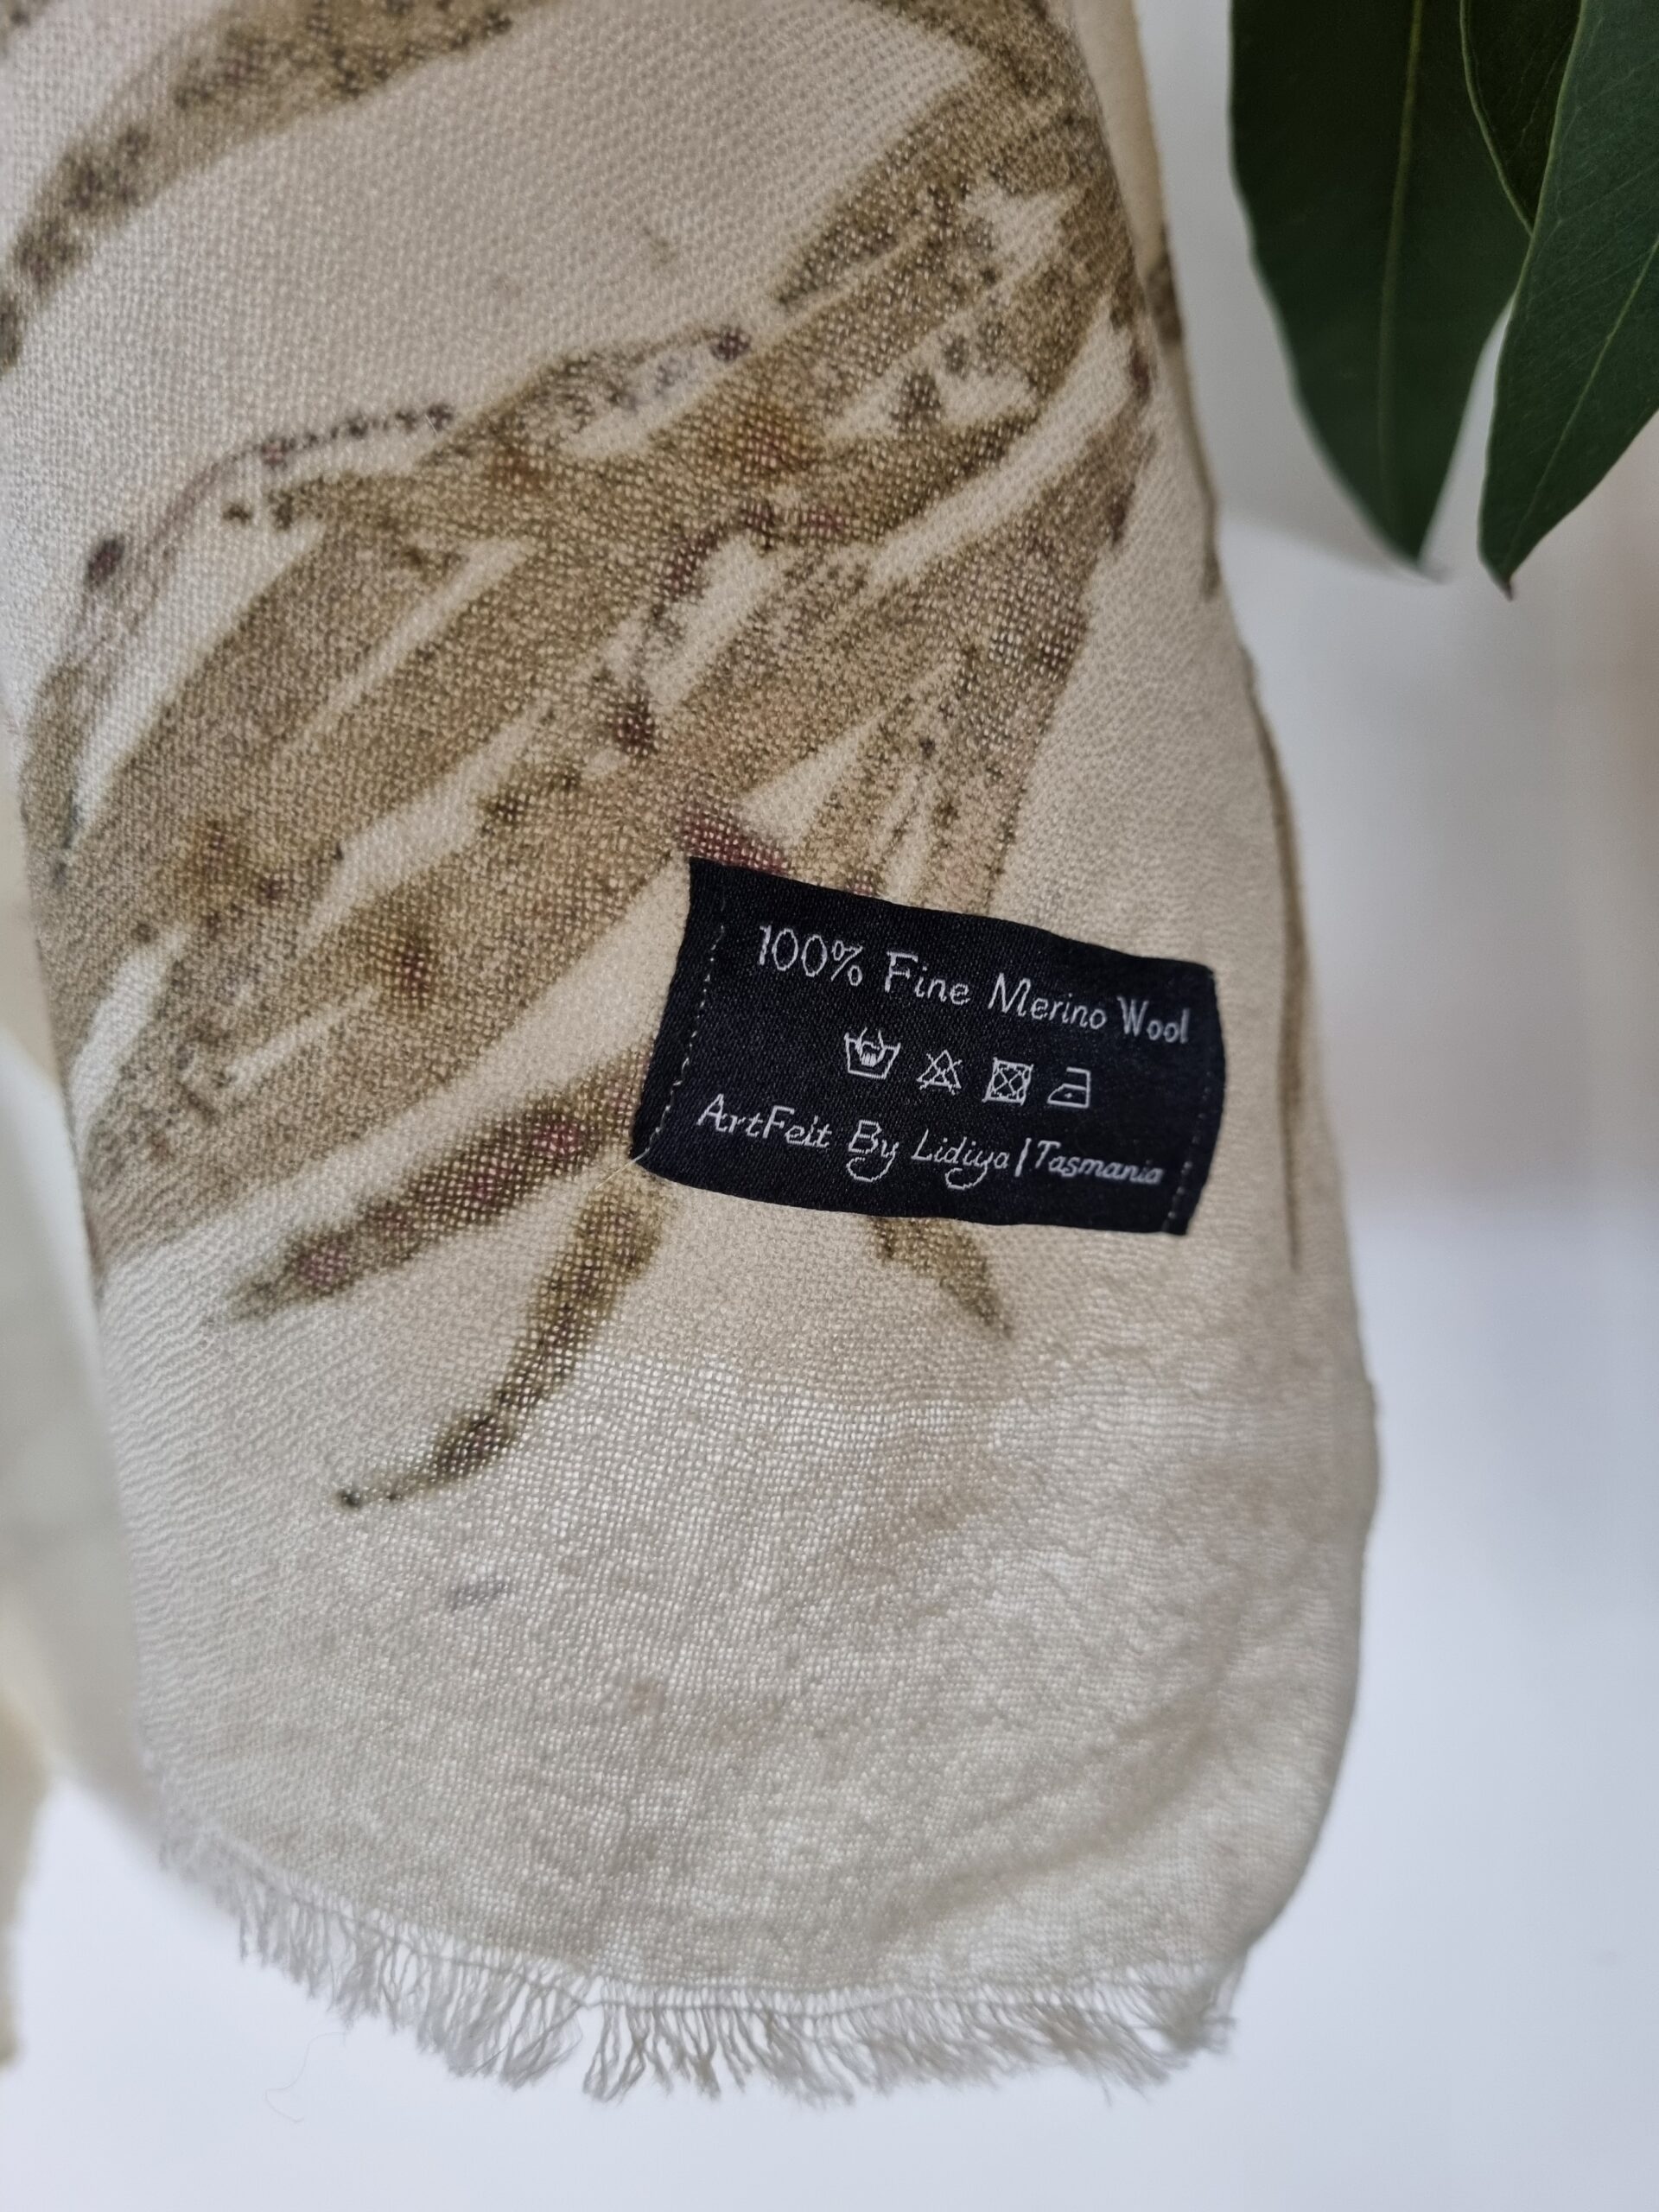 100% Fine Merino Wool
ArtFelt By Lidiya | Tasmania